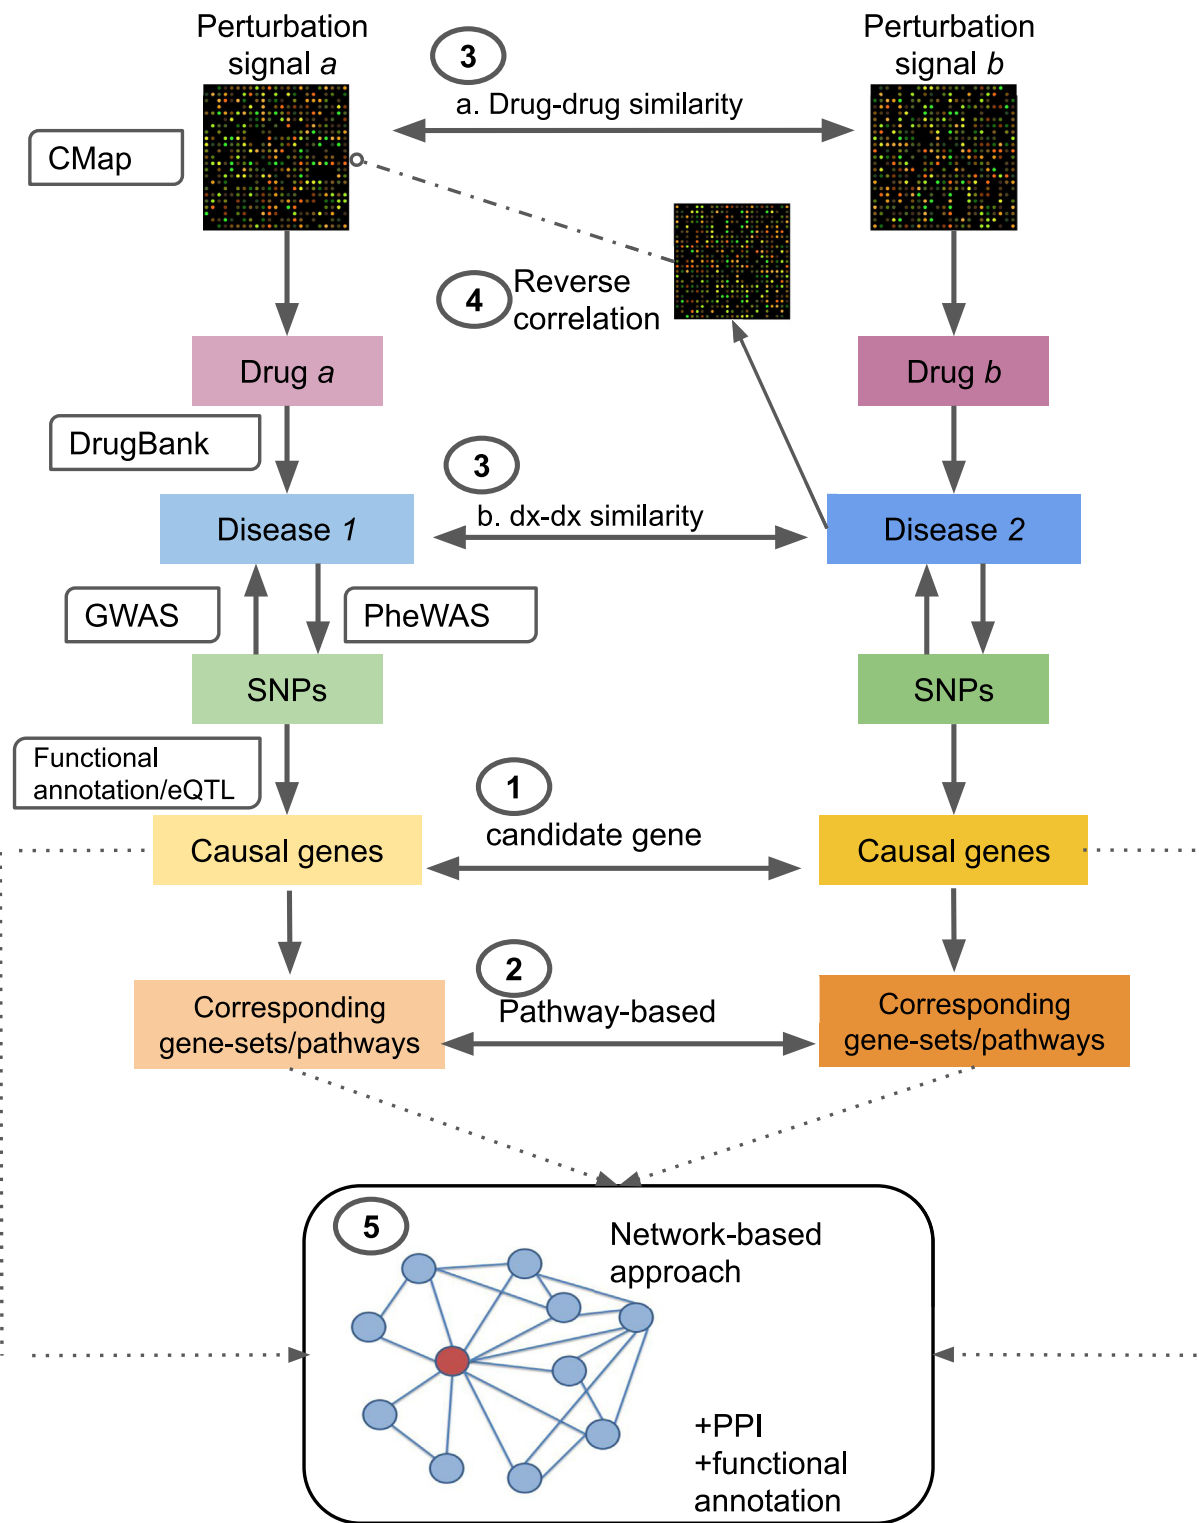 Perturbation
signal a
3
a. Drug-drug similarity
Perturbation
signal b
CMap
4
Reverse
correlation
Drug a
Drug b
DrugBank
3
b. dx-dx similarity
Disease 1
Disease 2
GWAS
PheWAS
SNPs
SNPs
Functional
annotation/eQTL
1
candidate gene
Causal genes
Causal genes
2
Pathway-based
Corresponding
gene-sets/pathways
Corresponding
gene-sets/pathways
5
Network-based
approach
+PPI
+functional
annotation